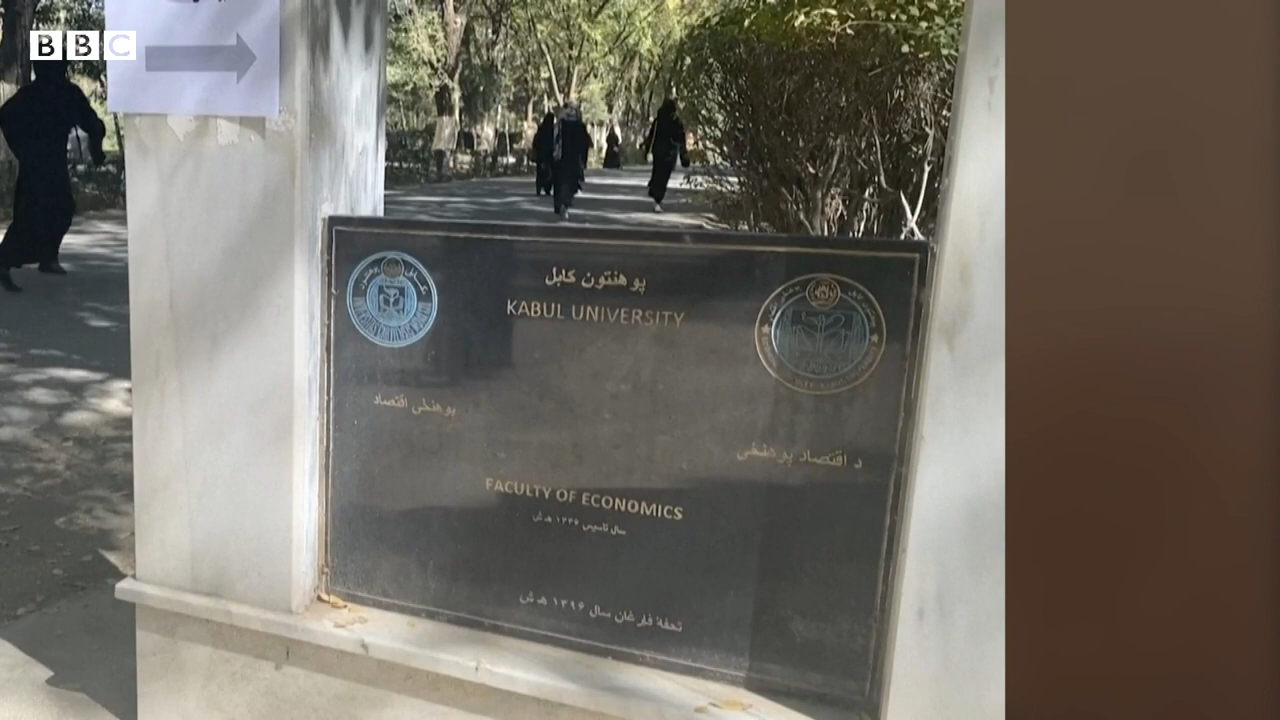 BBC
پوهنتون کابل
KABUL UNIVERSITY
پوهنځی اقتصاد
د اقتصاد پوهنځی
FACULTY OF ECONOMICS
سال تاسیس ۱۳۳۶ هـ ش
تحفهٔ فارغان سال ۱۳۹۶ هـ ش